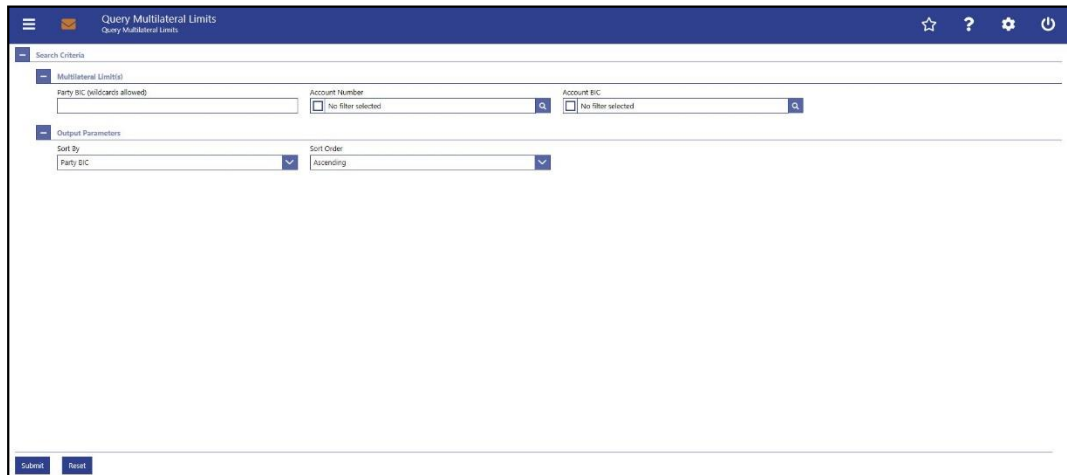 Query Multilateral Limits
Query Multilateral Limits
Search Criteria
Multilateral Limit(s)
Party BIC (wildcards allowed) Account Number Account BIC
No filter selected No filter selected
Output Parameters
Sort By Sort Order
Party BIC Ascending
Submit Reset